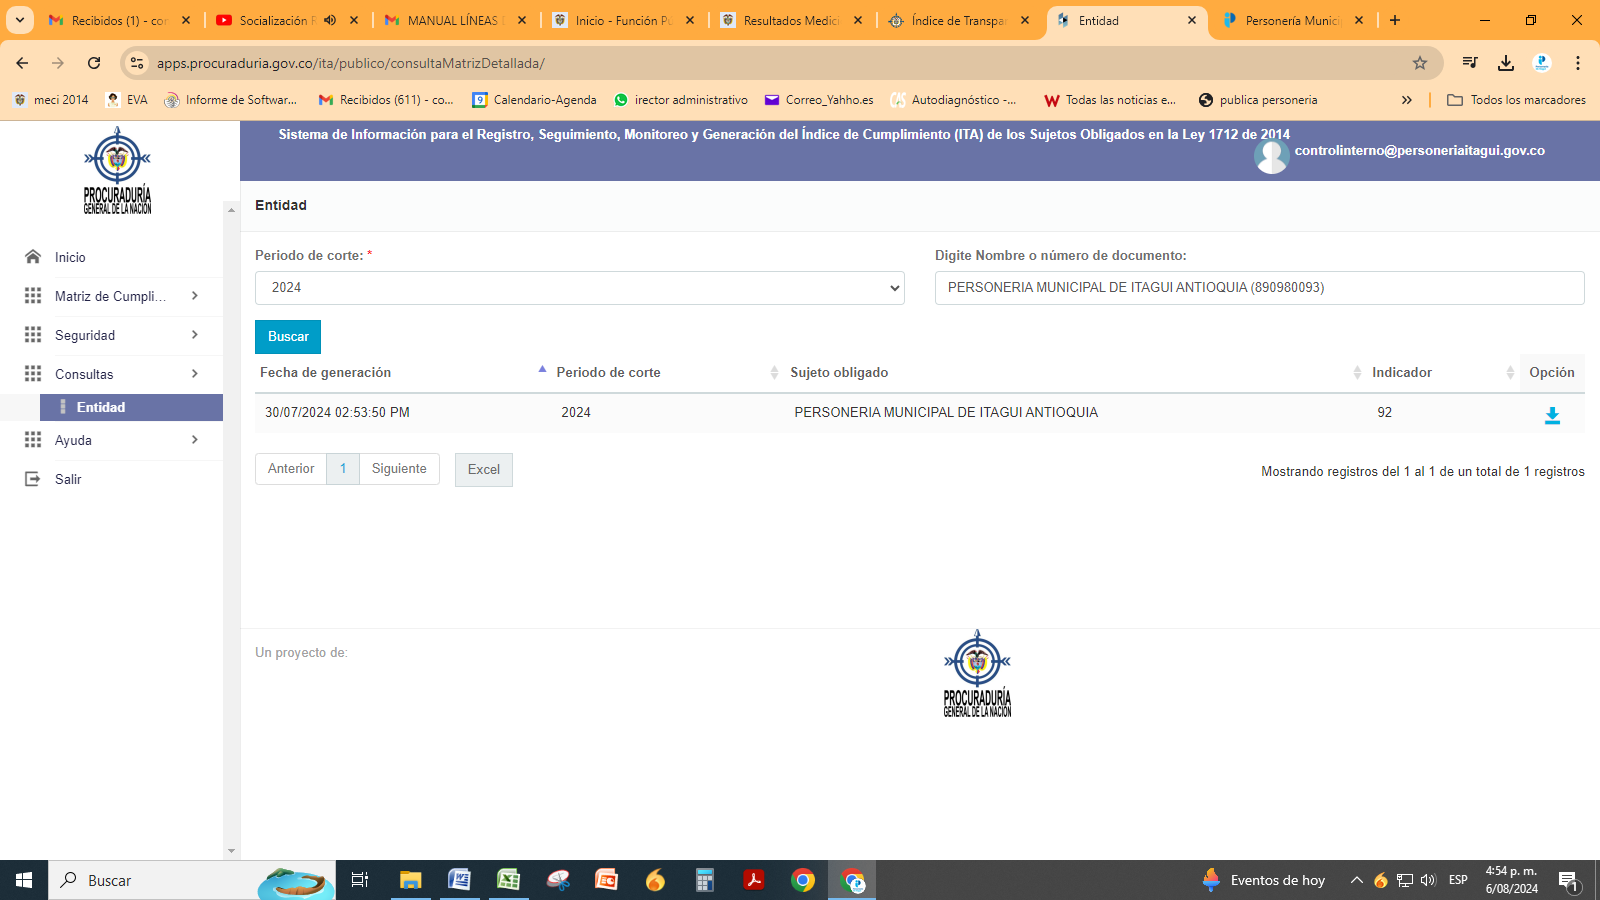 Recibidos (1) - cor
Socialización R
MANUAL LÍNEAS D
Inicio - Función Pú
Resultados Medici
Índice de Transpar
Entidad
Personería Munici
apps.procuraduria.gov.co/ita/publico/consultaMatrizDetallada/
meci 2014
EVA
Informe de Softwar...
Recibidos (611) - co...
Calendario-Agenda
irector administrativo
Correo_Yahho.es
Autodiagnóstico -...
Todas las noticias e...
publica personeria
Todos los marcadores
PROCURADURÍA
GENERAL DE LA NACIÓN
Sistema de Información para el Registro, Seguimiento, Monitoreo y Generación del Índice de Cumplimiento (ITA) de los Sujetos Obligados en la Ley 1712 de 2014
controlinterno@personeriaitagui.gov.co
Inicio
Matriz de Cumpli...
Seguridad
Consultas
Entidad
Ayuda
Salir
Entidad
Periodo de corte: *
Digite Nombre o número de documento:
2024
PERSONERIA MUNICIPAL DE ITAGUI ANTIOQUIA (890980093)
Buscar
Fecha de generación Periodo de corte Sujeto obligado Indicador Opción
30/07/2024 02:53:50 PM 2024 PERSONERIA MUNICIPAL DE ITAGUI ANTIOQUIA 92
Anterior 1 Siguiente Excel
Mostrando registros del 1 al 1 de un total de 1 registros
Un proyecto de:
PROCURADURÍA
GENERAL DE LA NACIÓN
Buscar
Eventos de hoy
ESP
4:54 p. m.
6/08/2024
1